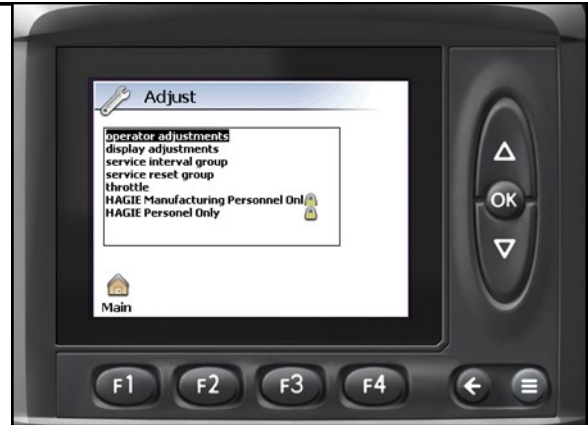 Adjust
operator adjustments
display adjustments
service interval group
service reset group
throttle
HAGIE Manufacturing Personnel Onl
HAGIE Personel Only
Main
OK
F1 F2 F3 F4